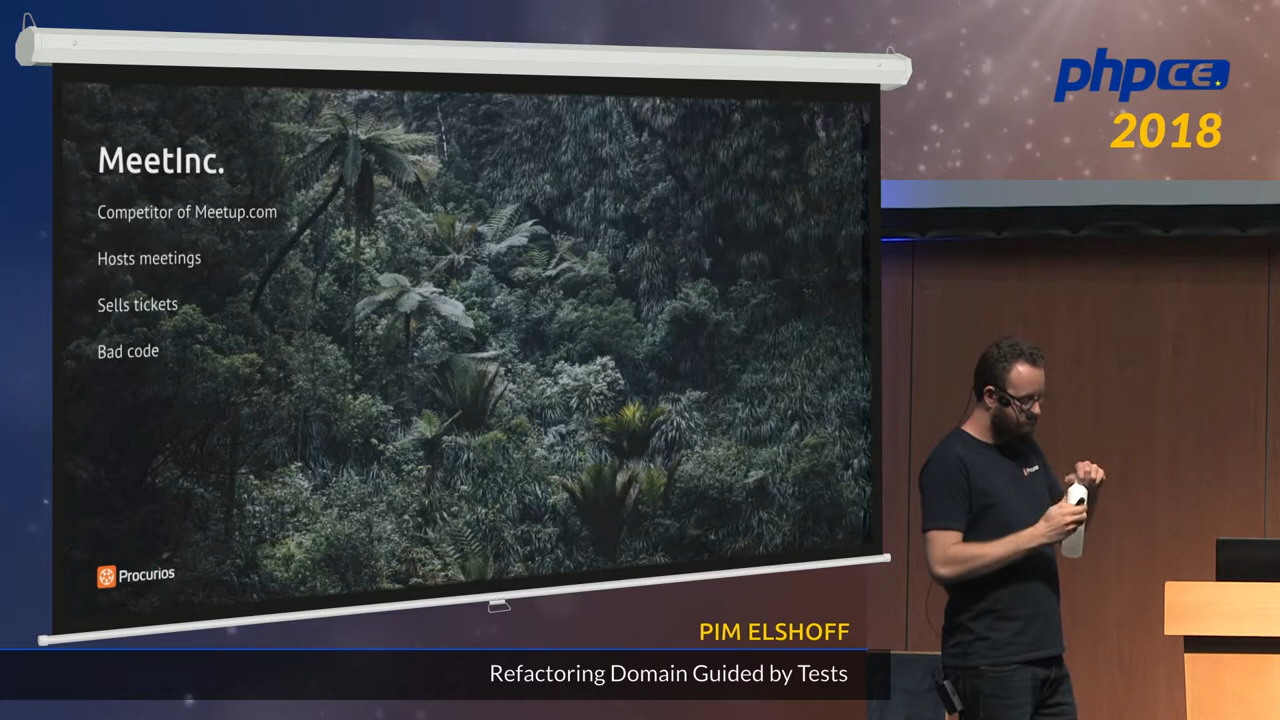 MeetInc.
Competitor of Meetup.com
Hosts meetings
Sells tickets
Bad code
Procurios
phpCE.
2018
Procurios
PIM ELSHOFF
Refactoring Domain Guided by Tests